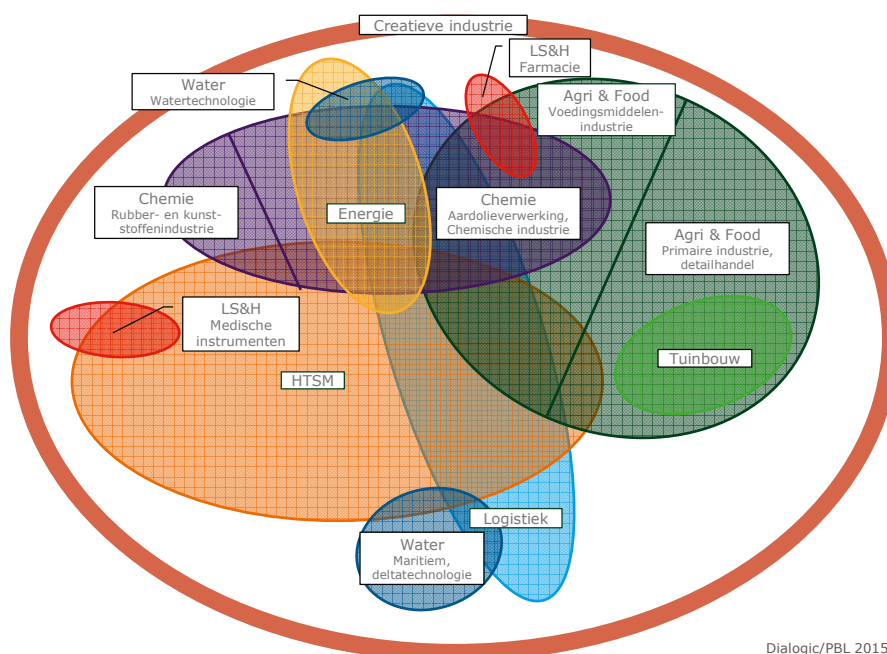 Creatieve industrie
LS&H
Farmacie
Water
Watertechnologie
Agri & Food
Voedingsmiddelen-
industrie
Chemie
Rubber- en kunst-
stoffenindustrie
Energie
Chemie
Aardolieverwerking,
Chemische industrie
Agri & Food
Primaire industrie,
detailhandel
LS&H
Medische
instrumenten
Tuinbouw
HTSM
Logistiek
Water
Maritiem,
deltatechnologie
Dialogic/PBL 2015